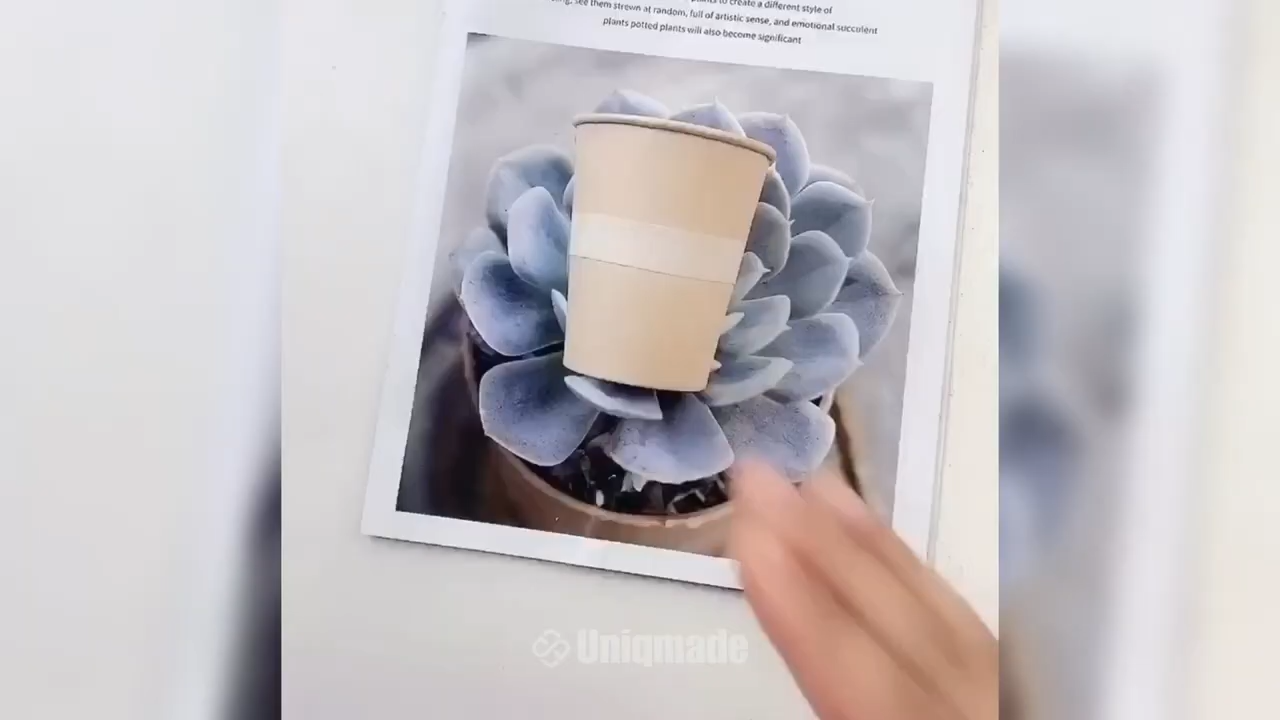 plants to create a different style of
see them strewn at random, full of artistic sense, and emotional succulent
plants potted plants will also become significant
Uniqmade